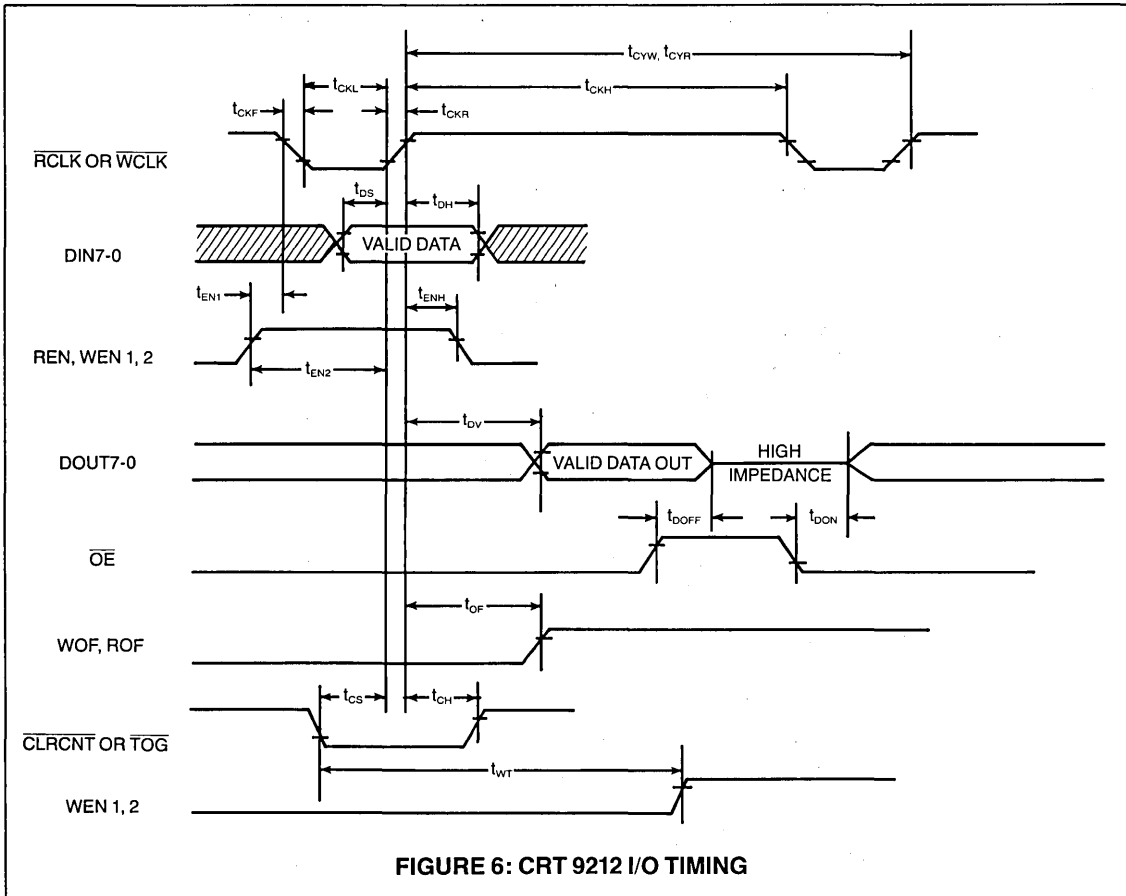 tCYW, tCYR
tCKL
tCKH
tCKF
tCKR
RCLK OR WCLK
tDS
tDH
VALID DATA
DIN7-0
tEN1
tENH
REN, WEN 1, 2
tEN2
tDV
DOUT7-0
VALID DATA OUT
HIGH
IMPEDANCE
tDOFF
tDON
OE
tOF
WOF, ROF
tCS
tCH
CLRCNT OR TOG
tWT
WEN 1, 2
FIGURE 6: CRT 9212 I/O TIMING